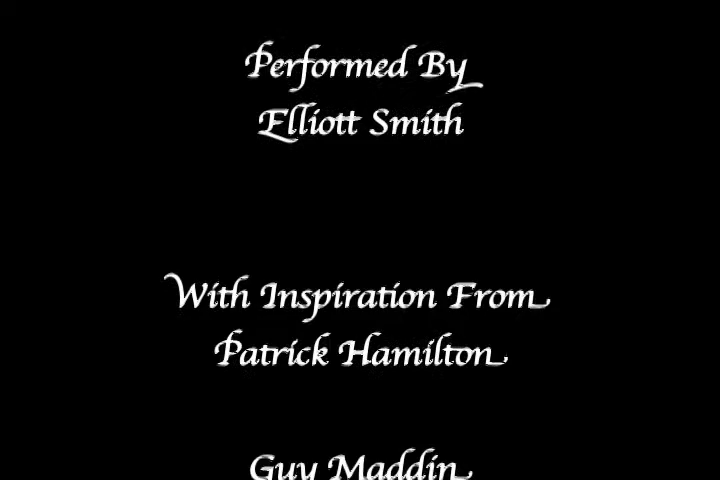 Performed By
Elliott Smith
With Inspiration From
Patrick Hamilton
Guy Maddin